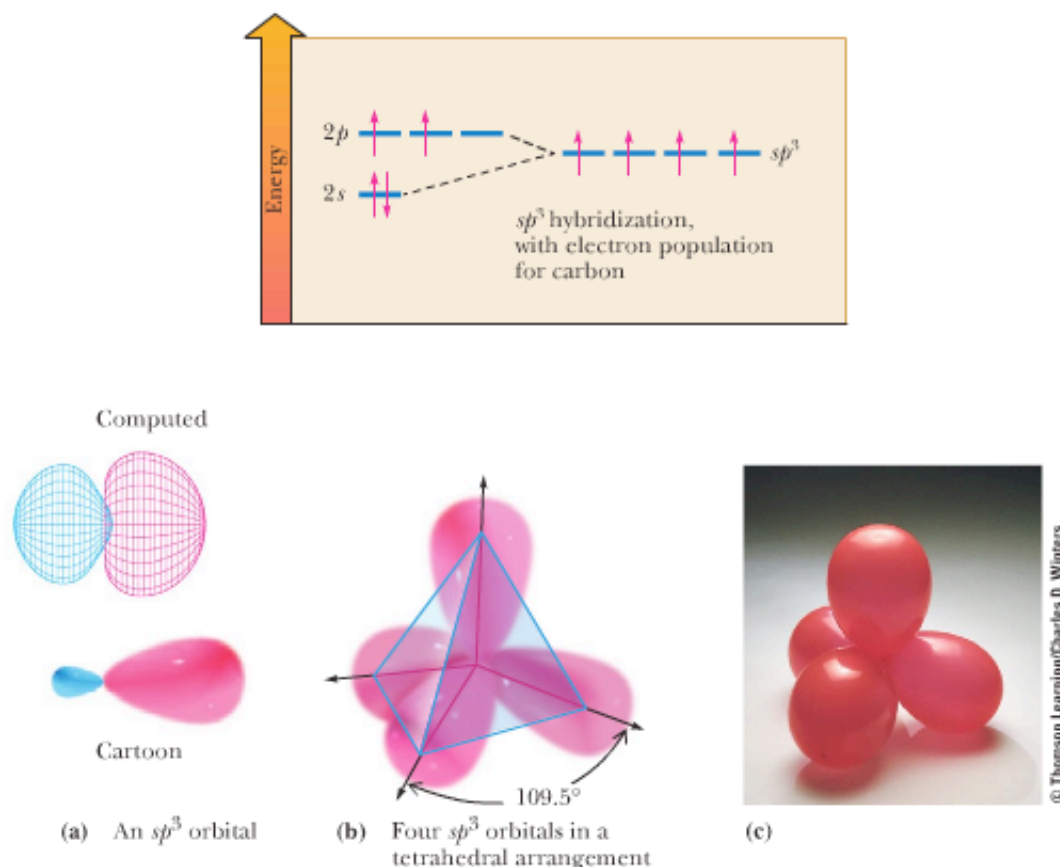 Energy
2p
2s
sp³
sp³ hybridization,
with electron population
for carbon
Computed
Cartoon
109.5°
(a) An sp³ orbital
(b) Four sp³ orbitals in a
tetrahedral arrangement
(c)
© Thomson Learning/Charles D. Winters